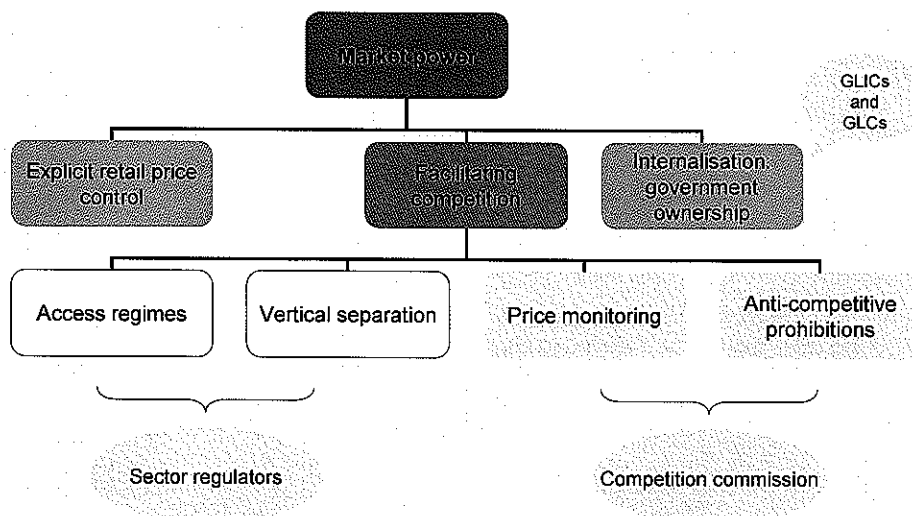 Market power
GLICs
and
GLCs
Explicit retail price
control
Facilitating
competition
Internalisation:
government
ownership
Access regimes
Vertical separation
Price monitoring
Anti-competitive
prohibitions
Sector regulators
Competition commission